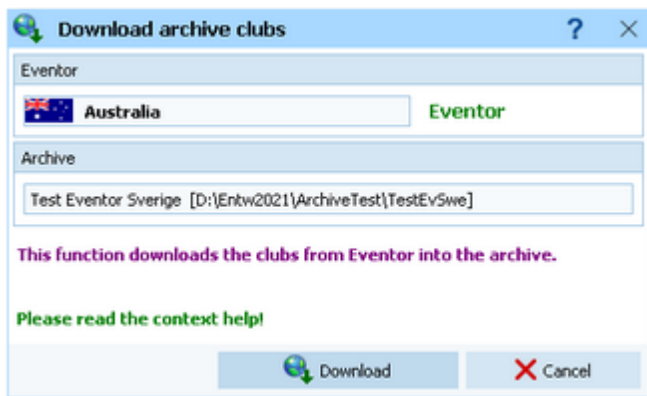 Download archive clubs ?
Eventor
Australia Eventor
Archive
Test Eventor Sverige [D:\Entw2021\ArchiveTest\TestEvSwe]
This function downloads the clubs from Eventor into the archive.
Please read the context help!
Download Cancel